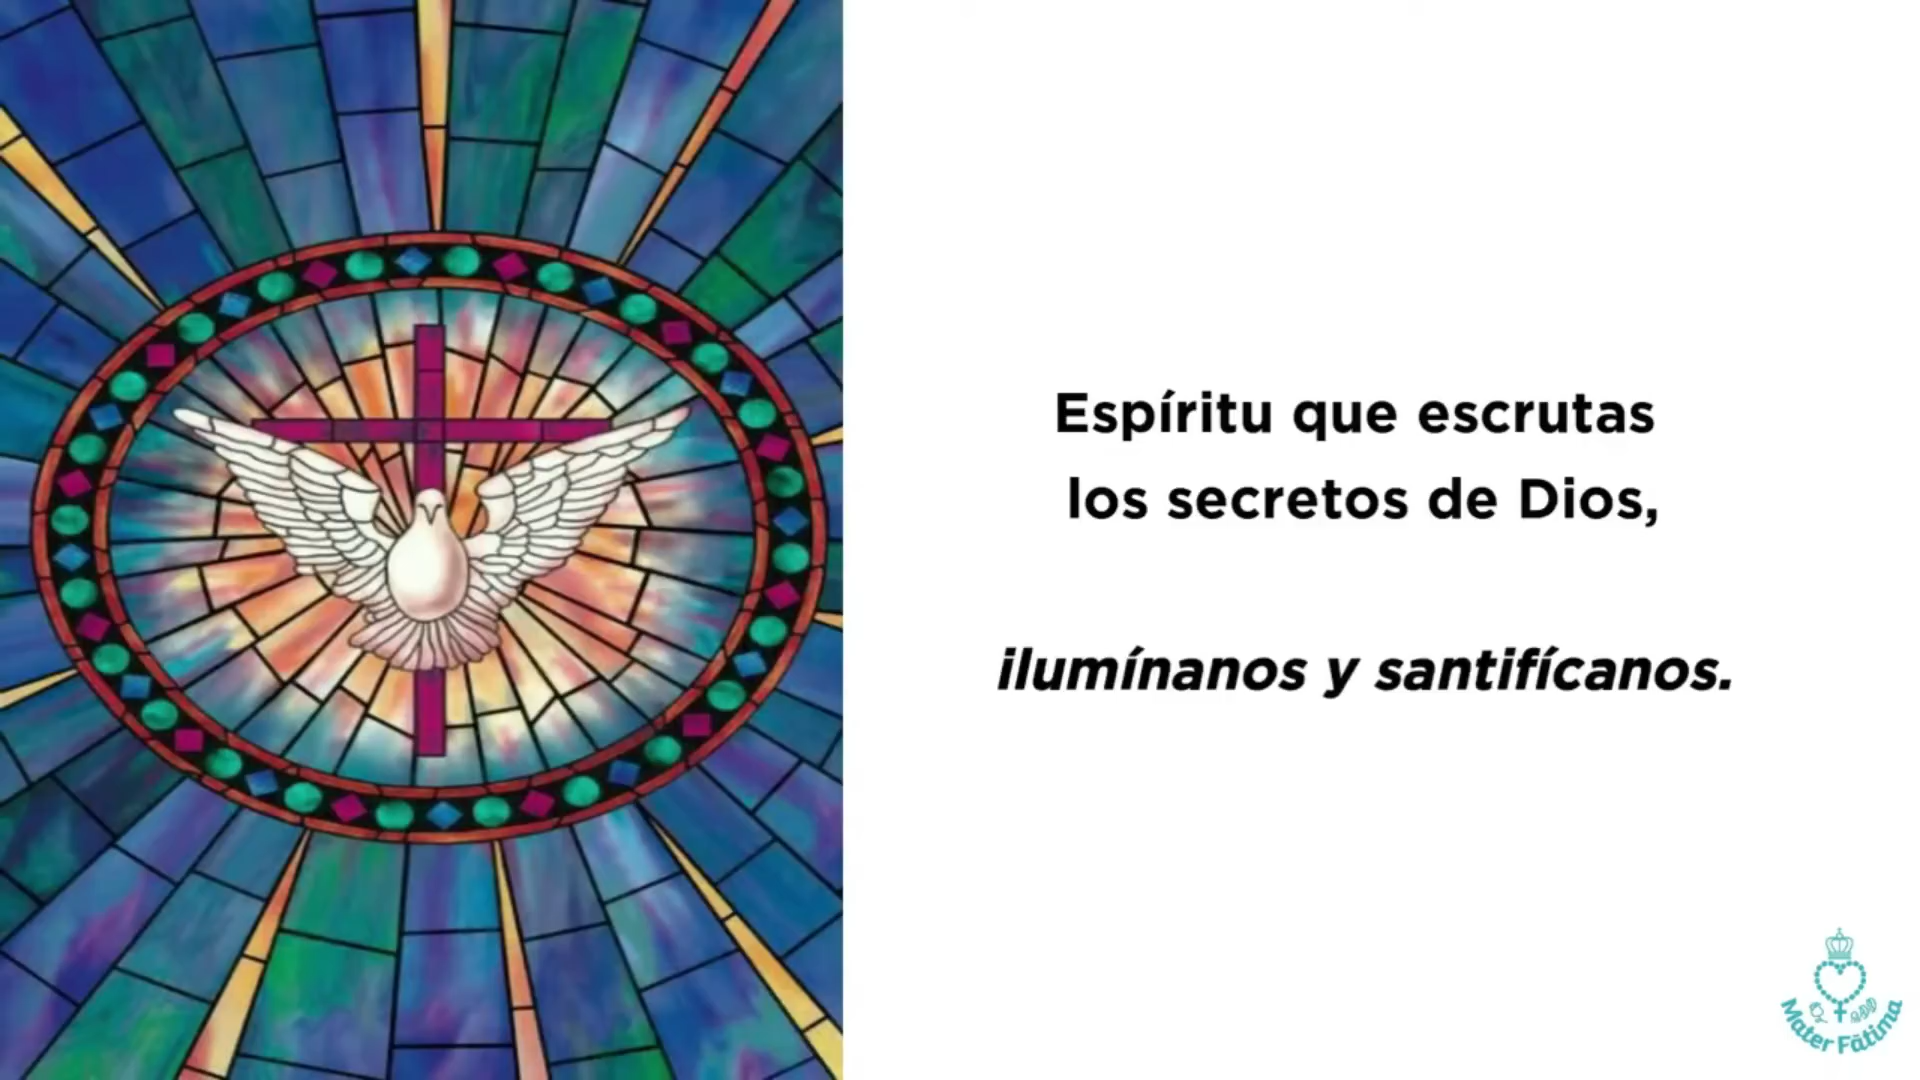 Espíritu que escrutas
los secretos de Dios,
ilumínanos y santifícanos.
Mater Fátima